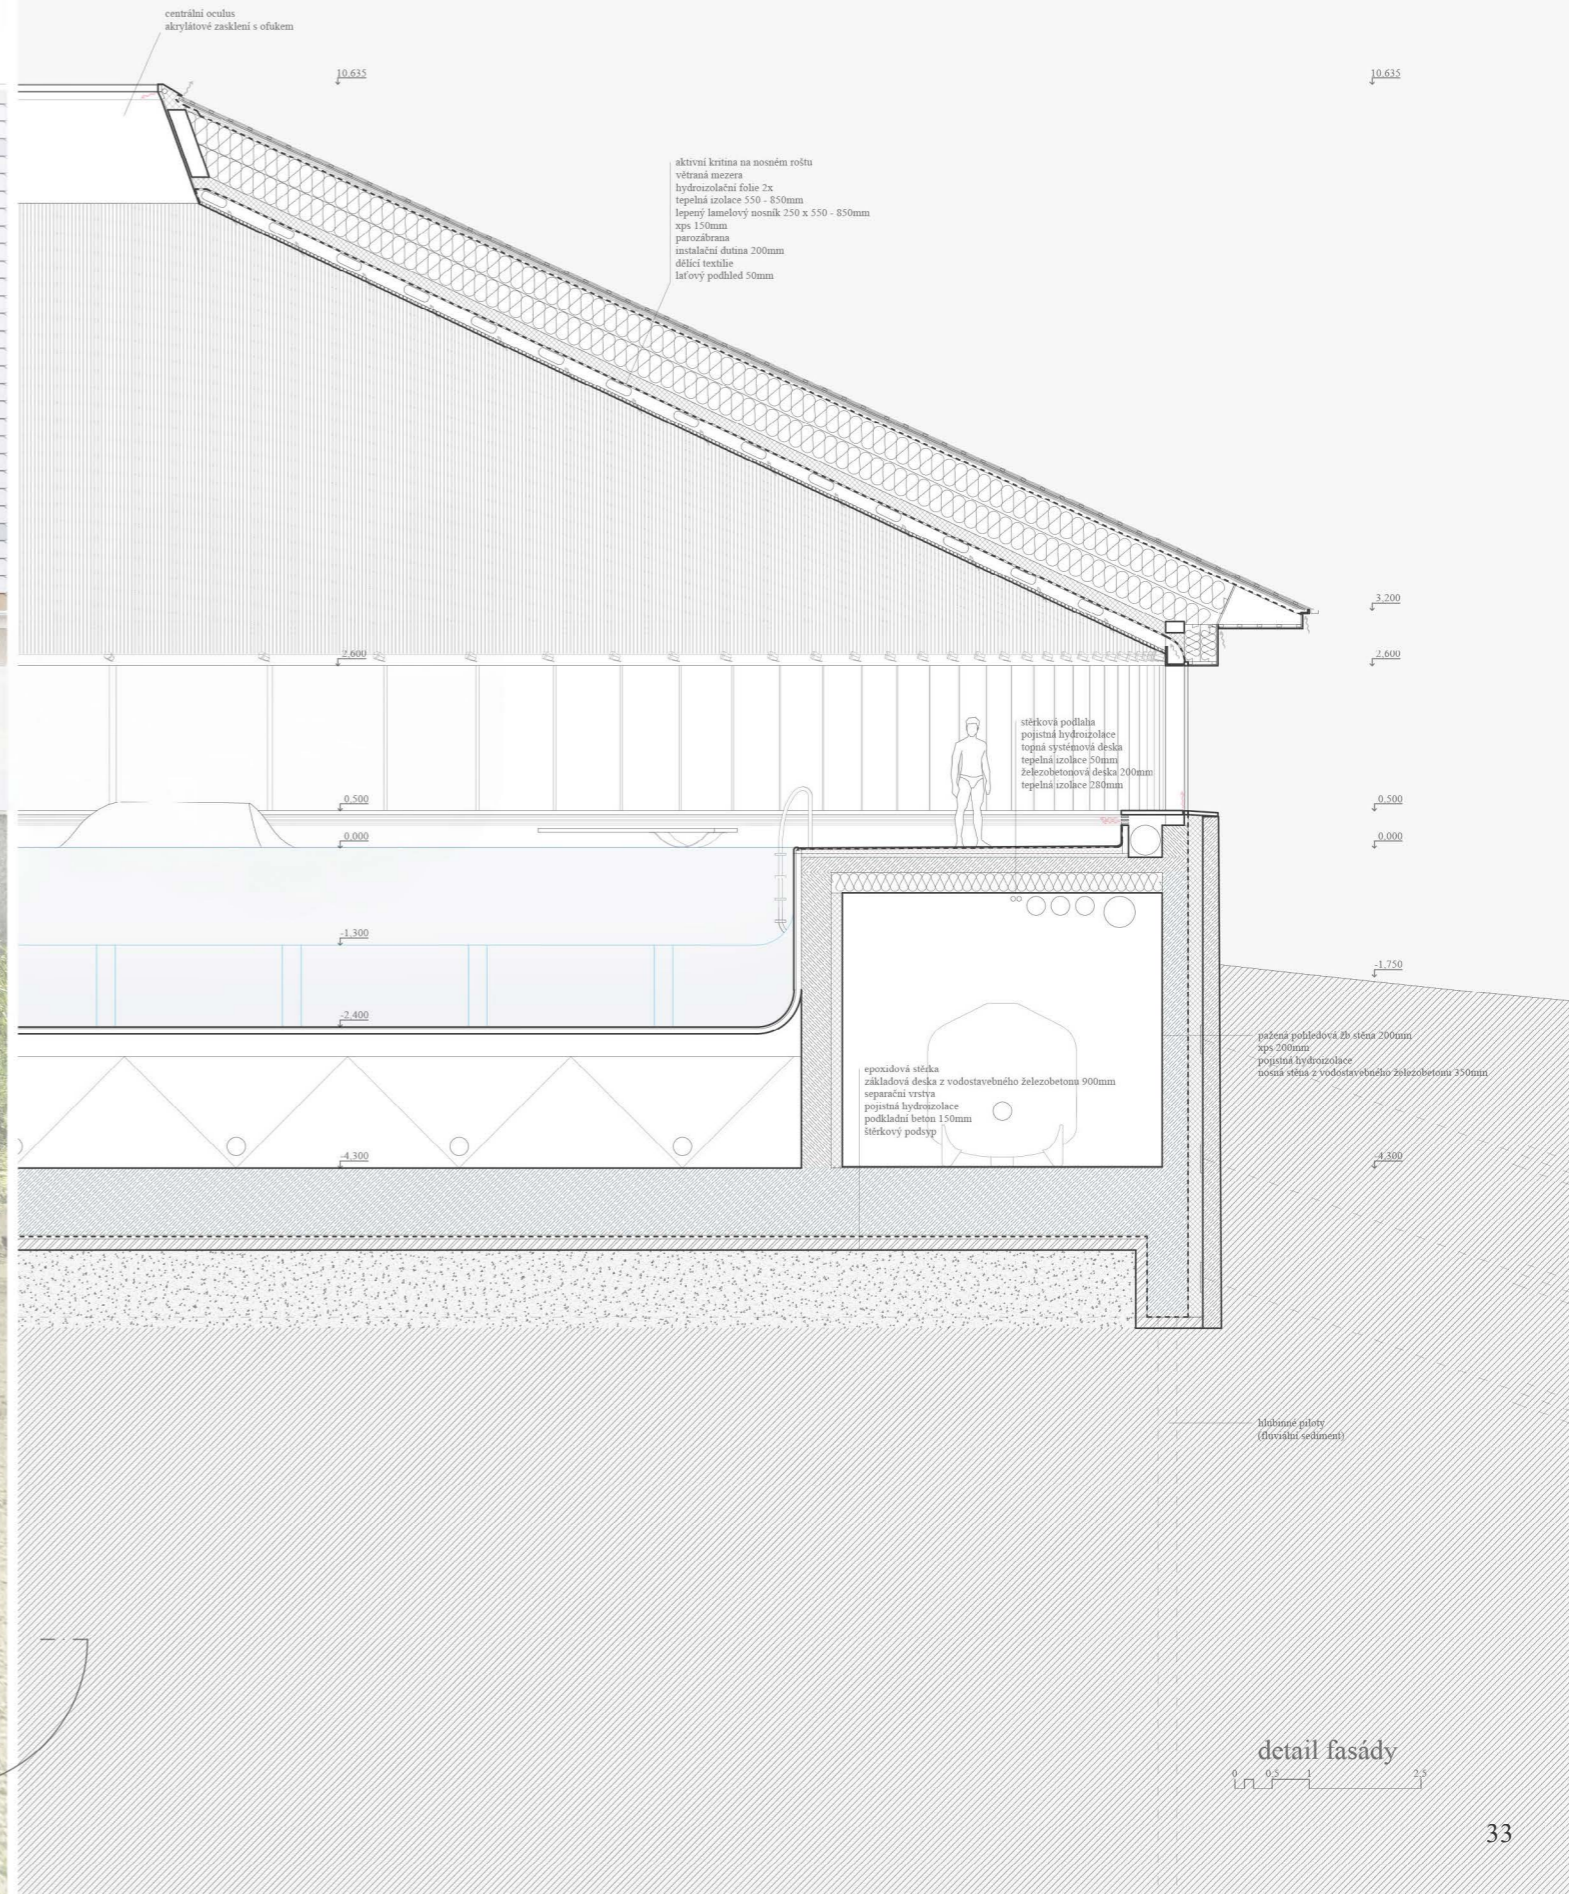 centrální oculus
akrylátové zasklení s ofukem
10.635
10.635
aktivní kritina na nosném roštu
větraná mezera
hydroizolační folie 2x
tepelná izolace 550 - 850mm
lepený lamelový nosník 250 x 550 - 850mm
xps 150mm
parozábrana
instalační dutina 200mm
dělící textilie
laťový podhled 50mm
3,200
2,600
2,600
stěrková podlaha
pojistná hydroizolace
topná systémová deska
tepelná izolace 50mm
železobetonová deska 200mm
tepelná izolace 280mm
0,500
0,500
0,000
0,000
-1,300
-1,750
-2,400
pažená pohledová žb stěna 200mm
xps 200mm
pojistná hydroizolace
nosná stěna z vodostavebného železobetonu 350mm
epoxidová stěrka
základová deska z vodostavebného železobetonu 900mm
separační vrstva
pojistná hydroizolace
podkladní beton 150mm
štěrkový podsyp
-4,300
-4,300
hlubinné piloty
(fluviální sediment)
detail fasády
0 0,5 1 2,5
33